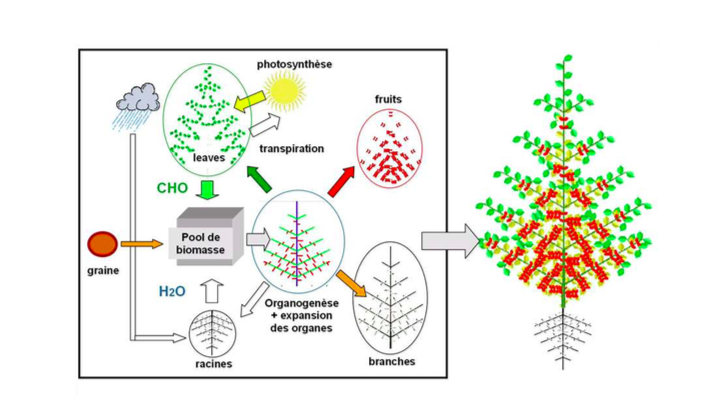 photosynthèse
fruits
leaves
transpiration
CHO
Pool de
biomasse
graine
H2O
Organogenèse
+ expansion
des organes
racines
branches